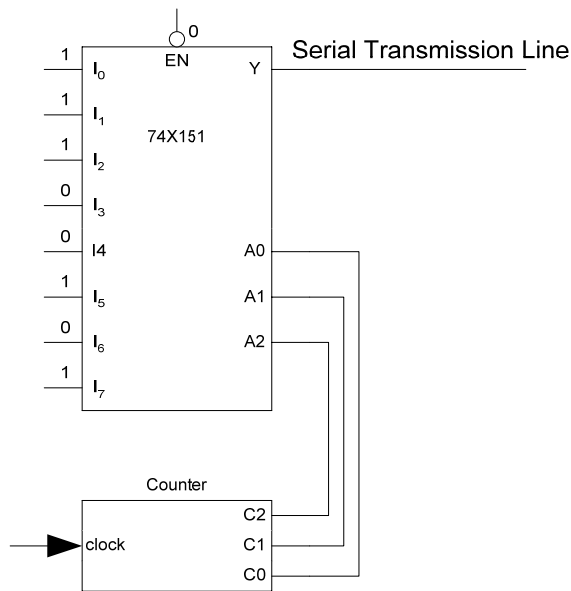 0
EN
Serial Transmission Line
1 I0 Y
1 I1
74X151
1 I2
0 I3
0 I4 A0
1 I5 A1
0 I6 A2
1 I7
Counter
C2
clock C1
C0